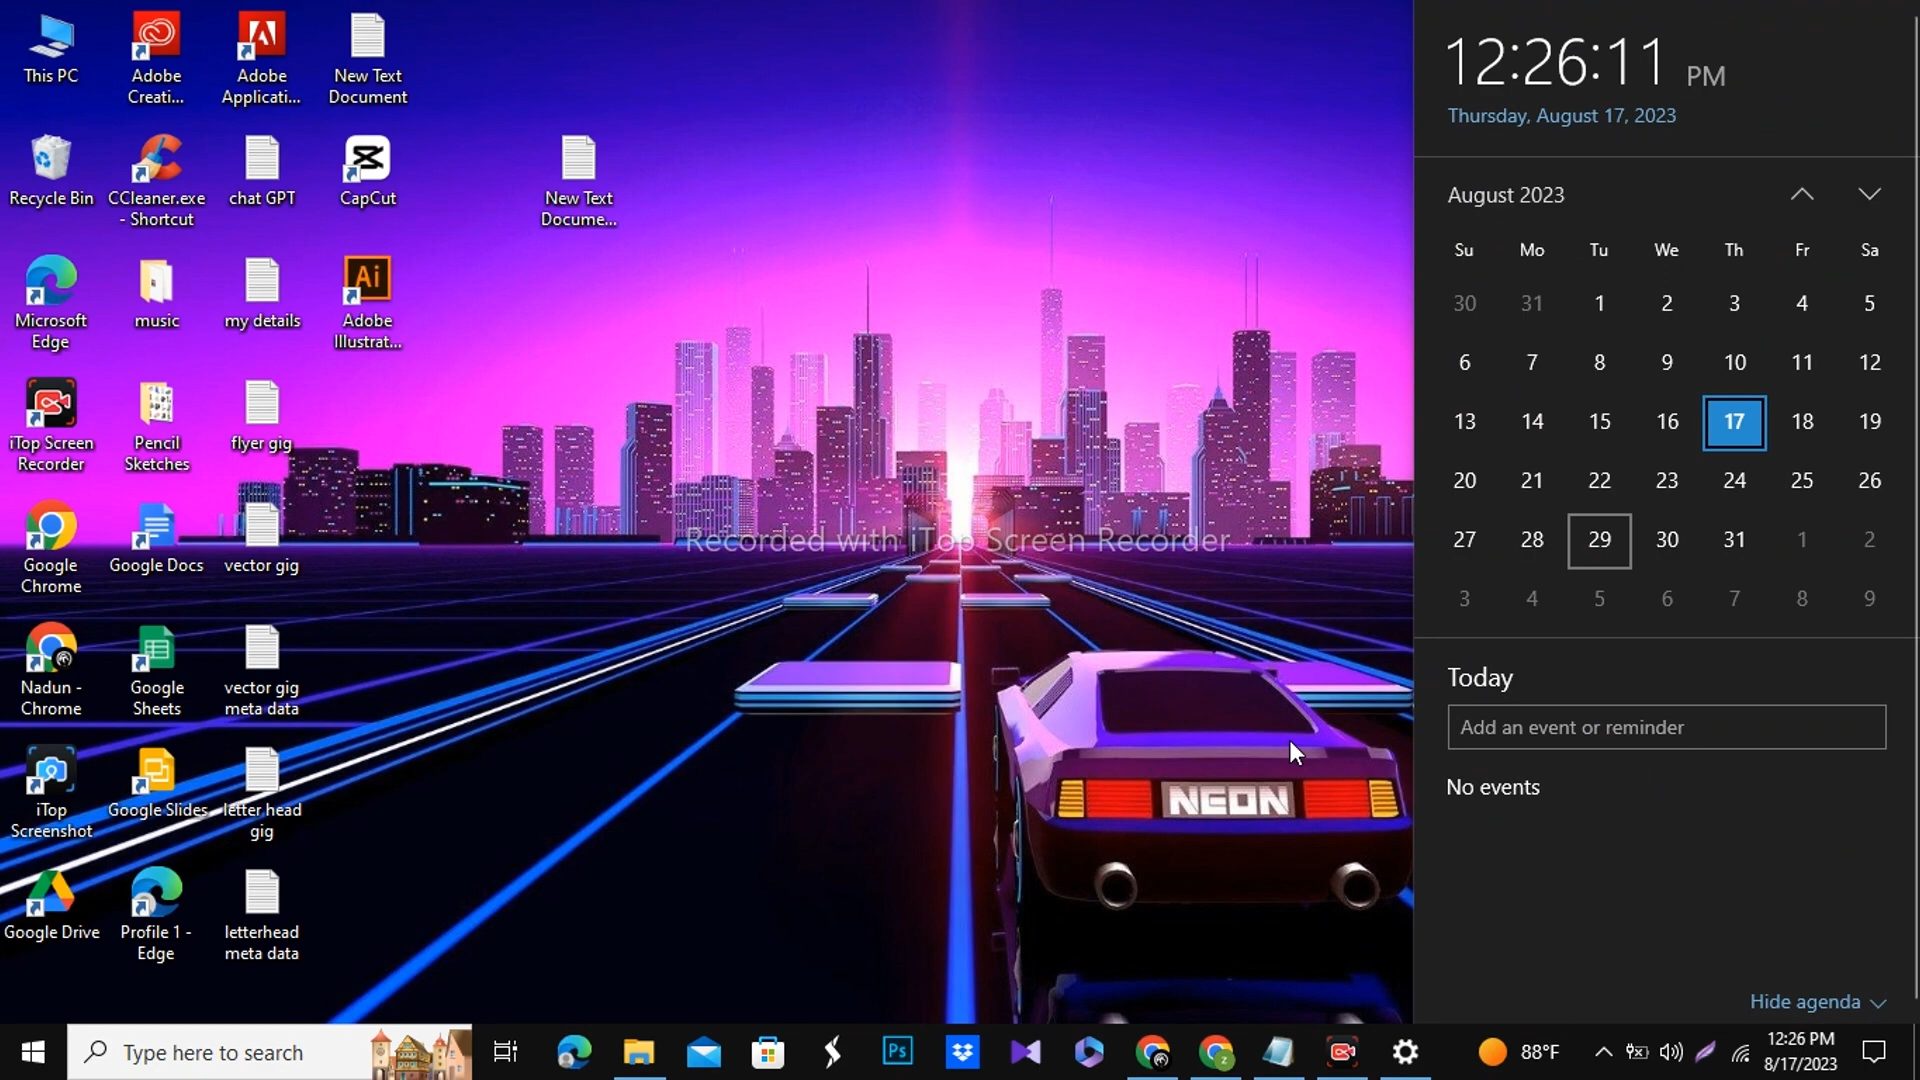 This PC
Adobe
Creati...
Adobe
Applicati...
New Text
Document
Recycle Bin
CCleaner.exe
- Shortcut
chat GPT
CapCut
New Text
Docume...
Microsoft
Edge
music
my details
Ai
Adobe
Illustrat...
iTop Screen
Recorder
Pencil
Sketches
flyer gig
Google
Chrome
Google Docs
vector gig
Nadun -
Chrome
Google
Sheets
vector gig
meta data
iTop
Screenshot
Google Slides
letter head
gig
Google Drive
Profile 1 -
Edge
letterhead
meta data
Recorded with iTop Screen Recorder
NEON
12:26:11 PM
Thursday, August 17, 2023
August 2023
Su Mo Tu We Th Fr Sa
30 31 1 2 3 4 5
6 7 8 9 10 11 12
13 14 15 16 17 18 19
20 21 22 23 24 25 26
27 28 29 30 31 1 2
3 4 5 6 7 8 9
Today
Add an event or reminder
No events
Hide agenda
Type here to search
Ps
z
88°F
12:26 PM
8/17/2023